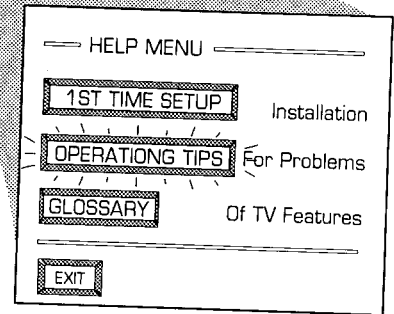 HELP MENU
1ST TIME SETUP Installation
OPERATIONG TIPS For Problems
GLOSSARY Of TV Features
EXIT